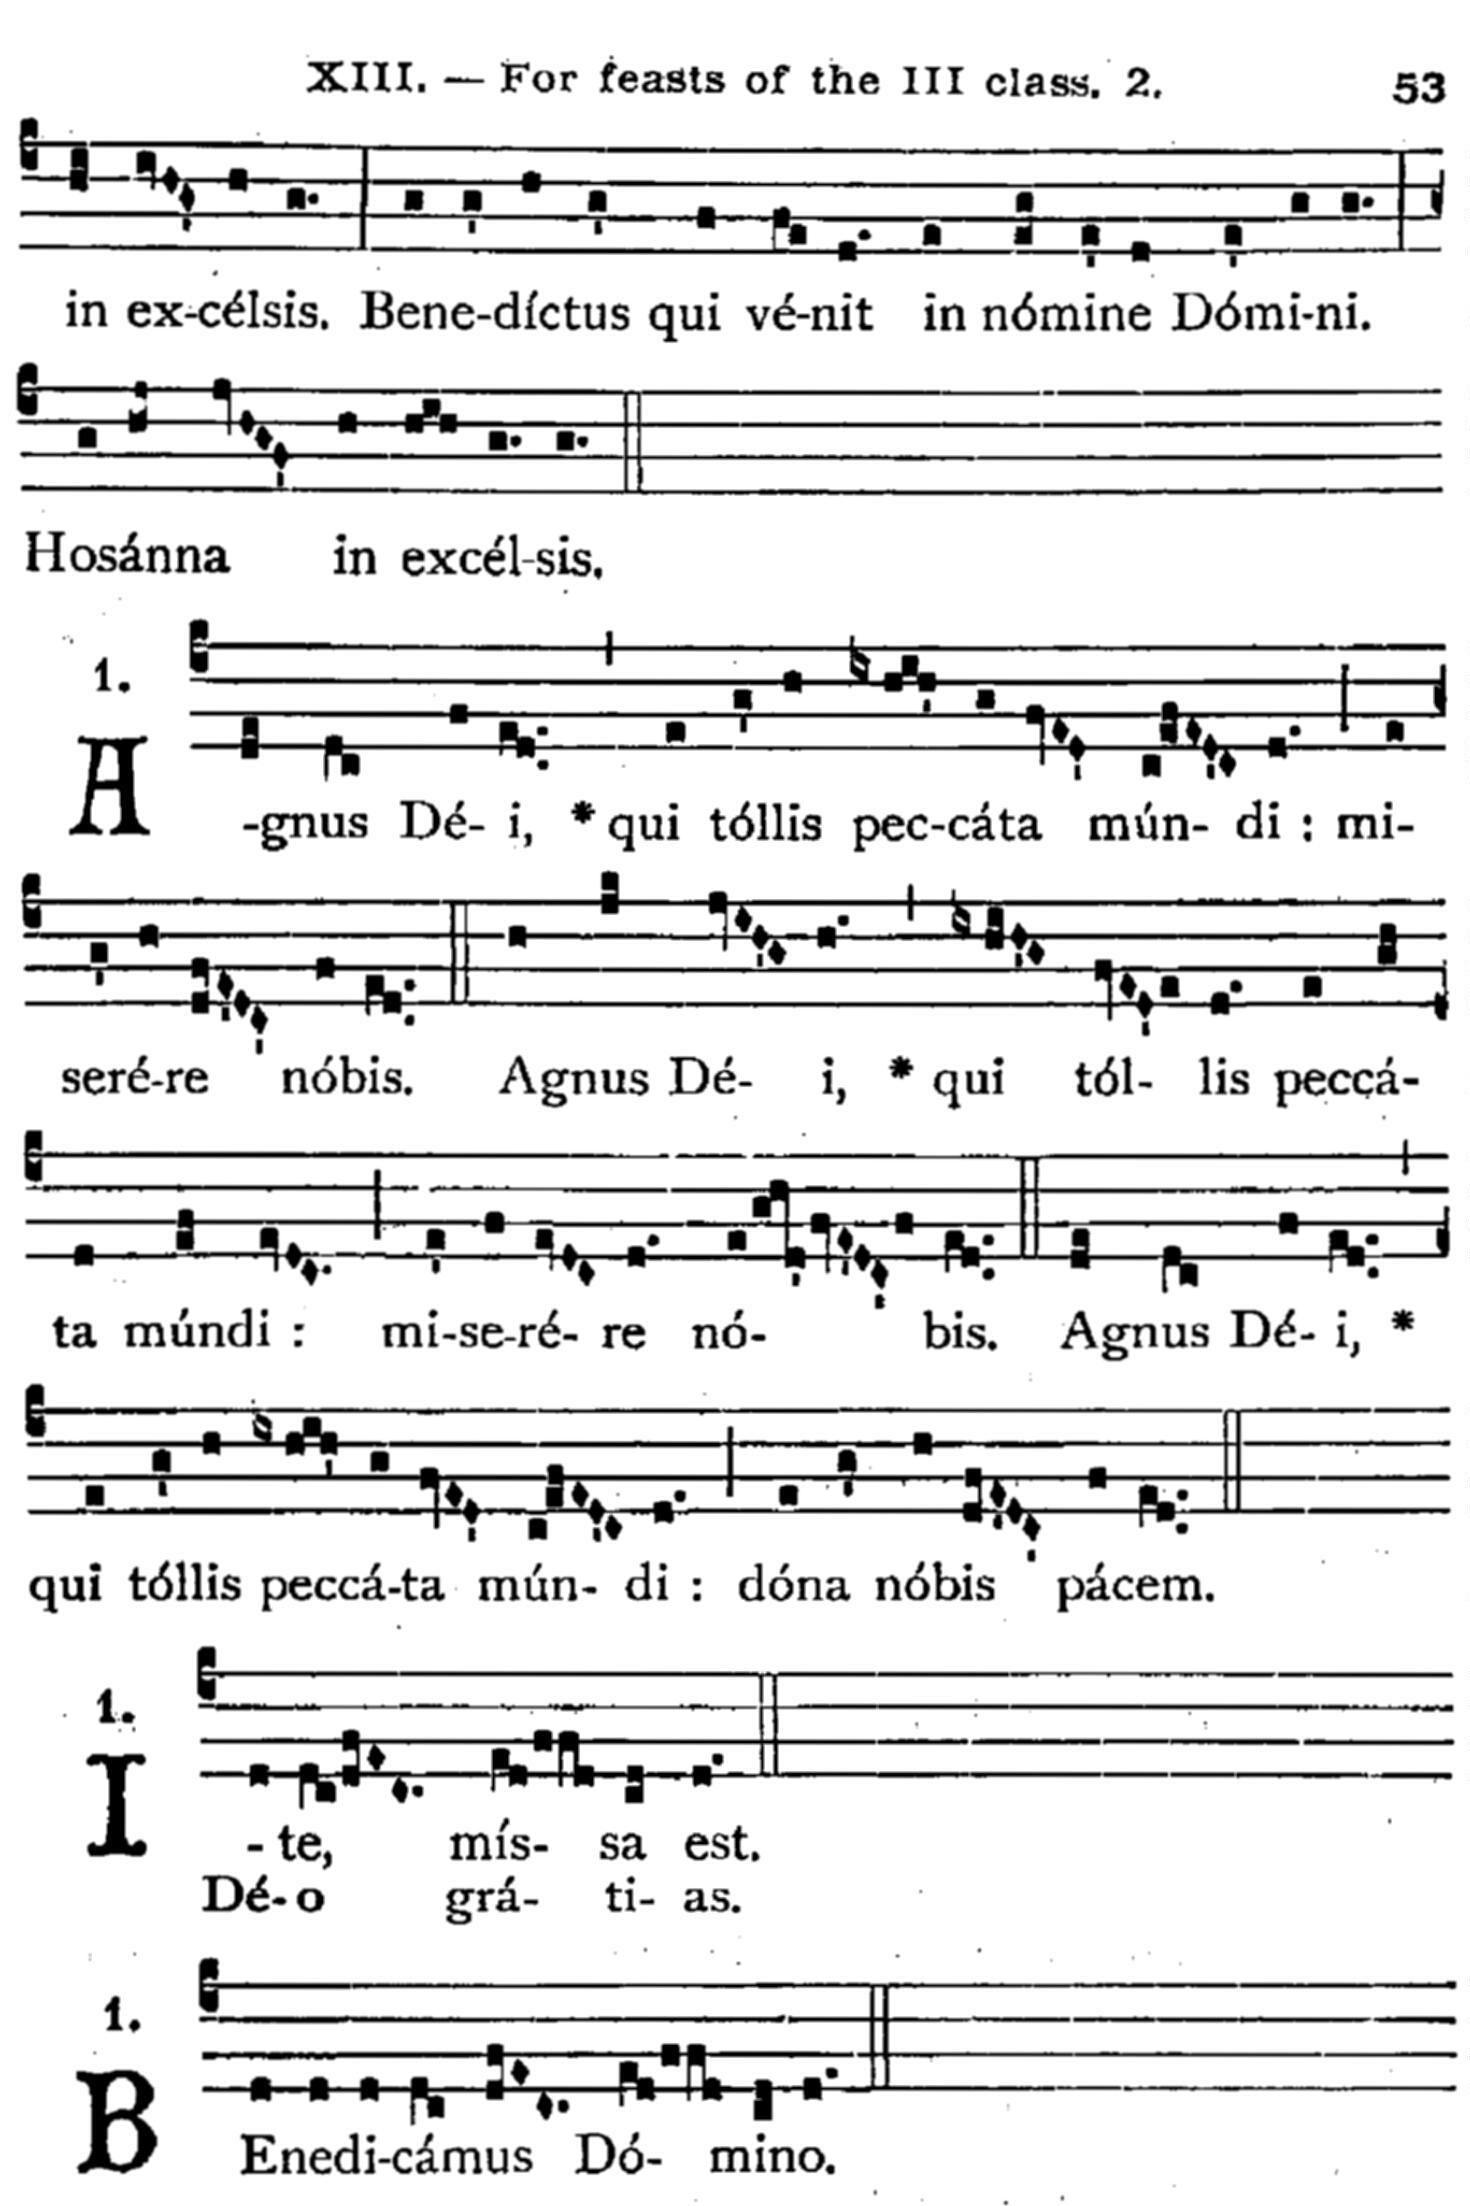 XIII. — For feasts of the III class. 2. 53
in ex-célsis. Bene-díctus qui vé-nit in nómine Dómi-ni.
Hosánna in excél-sis.
1.
A -gnus Dé- i, * qui tóllis pec-cáta mún- di : mi-
seré-re nóbis. Agnus Dé- i, * qui tól- lis peccá-
ta múndi : mi-se-ré- re nó- bis. Agnus Dé- i, *
qui tóllis peccá-ta mún- di : dóna nóbis pácem.
1.
I - te, mís- sa est.
Dé- o grá- ti- as.
1.
B Enedi-cámus Dó- mino.